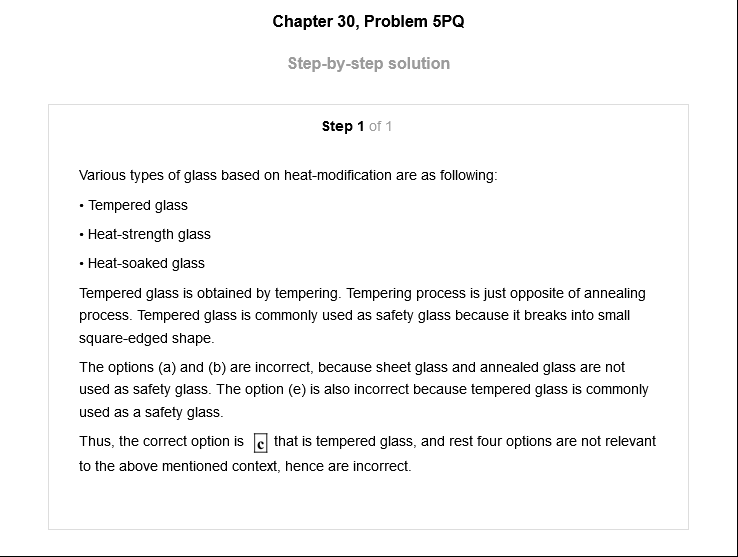 Chapter 30, Problem 5PQ
Step-by-step solution
Step 1 of 1
Various types of glass based on heat-modification are as following:
• Tempered glass
• Heat-strength glass
• Heat-soaked glass
Tempered glass is obtained by tempering. Tempering process is just opposite of annealing
process. Tempered glass is commonly used as safety glass because it breaks into small
square-edged shape.
The options (a) and (b) are incorrect, because sheet glass and annealed glass are not
used as safety glass. The option (e) is also incorrect because tempered glass is commonly
used as a safety glass.
Thus, the correct option is c that is tempered glass, and rest four options are not relevant
to the above mentioned context, hence are incorrect.